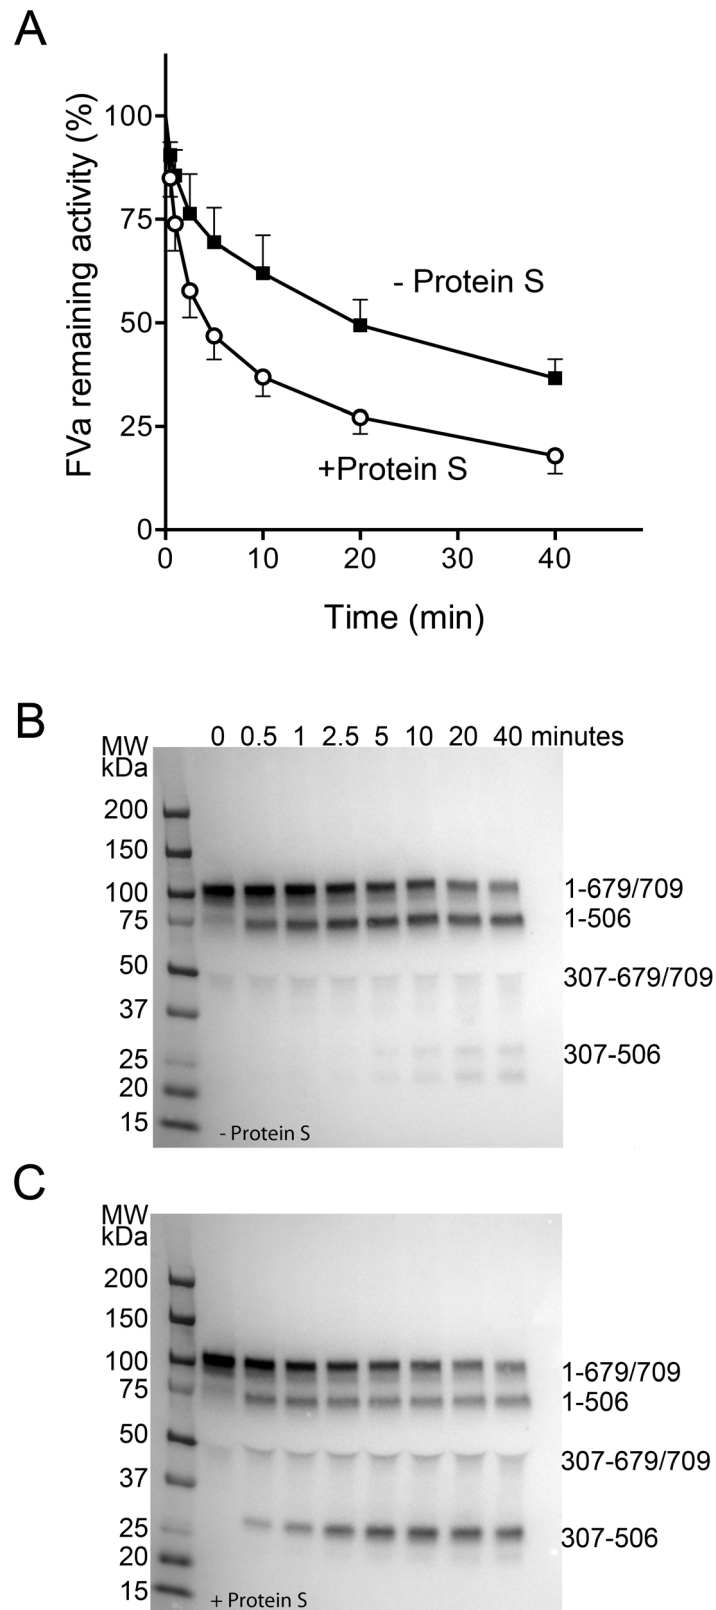 A
FVa remaining activity (%)
100
75
50
25
0
- Protein S
+Protein S
0 10 20 30 40
Time (min)
B
MW
kDa
0 0.5 1 2.5 5 10 20 40 minutes
200
150
100
75
50
37
25
20
15
1-679/709
1-506
307-679/709
307-506
- Protein S
C
MW
kDa
200
150
100
75
50
37
25
20
15
1-679/709
1-506
307-679/709
307-506
+ Protein S